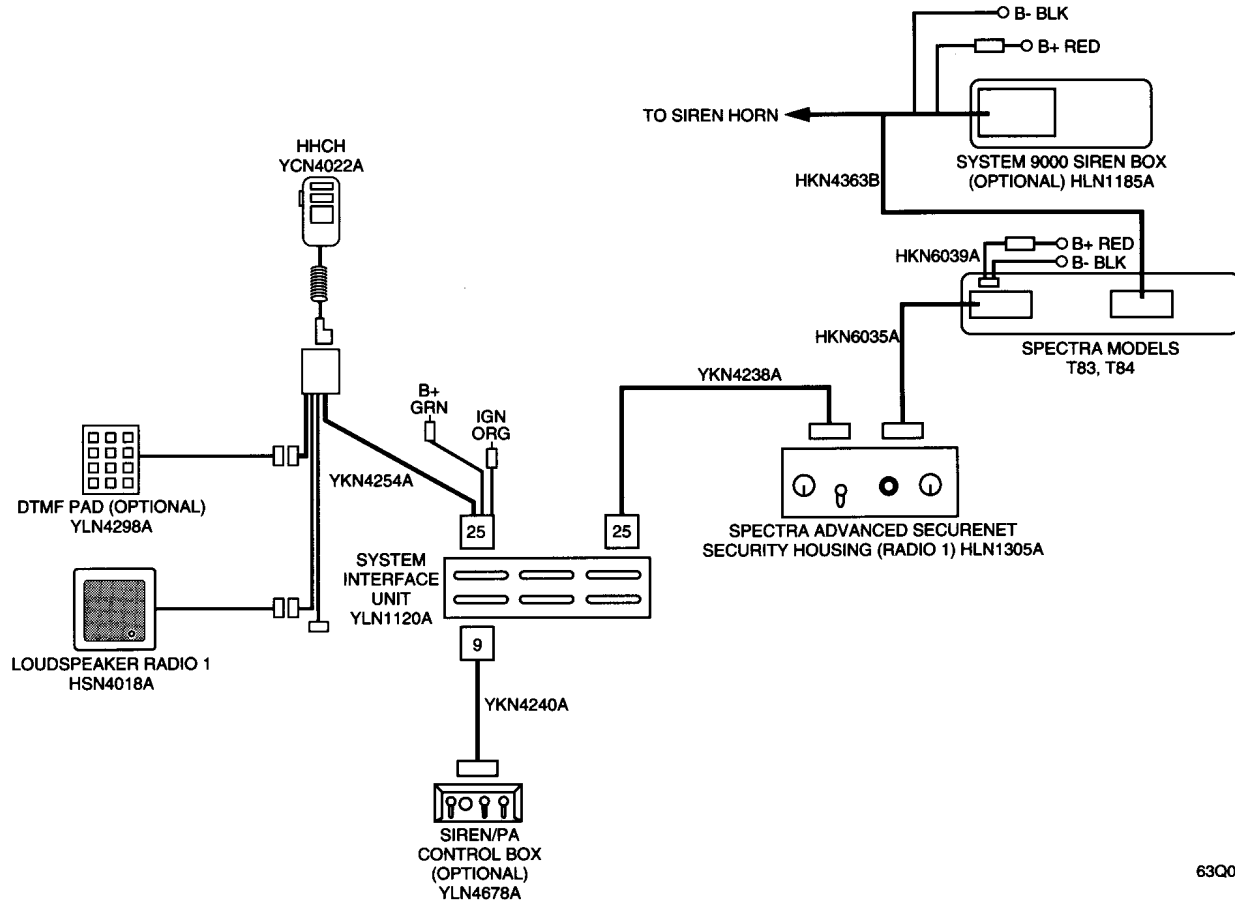 B- BLK
B+ RED
TO SIREN HORN
SYSTEM 9000 SIREN BOX
(OPTIONAL) HLN1185A
HKN4363B
HHCH
YCN4022A
HKN6039A
B+ RED
B- BLK
HKN6035A
SPECTRA MODELS
T83, T84
YKN4238A
B+
GRN
IGN
ORG
YKN4254A
DTMF PAD (OPTIONAL)
YLN4298A
25
25
SPECTRA ADVANCED SECURENET
SECURITY HOUSING (RADIO 1) HLN1305A
SYSTEM
INTERFACE
UNIT
YLN1120A
9
LOUDSPEAKER RADIO 1
HSN4018A
YKN4240A
SIREN/PA
CONTROL BOX
(OPTIONAL)
YLN4678A
63Q0